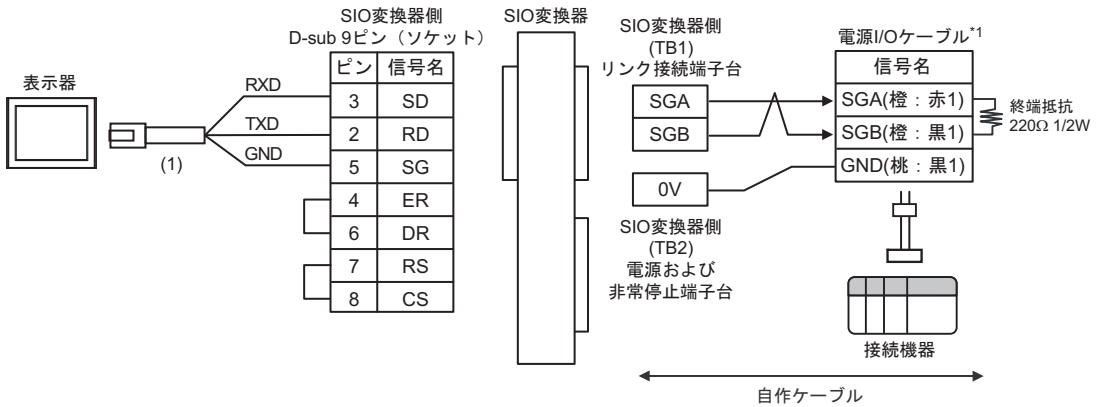 表示器
RXD
TXD
GND
(1)
SIO変換器側
D-sub 9ピン（ソケット）
ピン 信号名
3 SD
2 RD
5 SG
4 ER
6 DR
7 RS
8 CS
SIO変換器
SIO変換器側
(TB1)
リンク接続端子台
SGA
SGB
0V
SIO変換器側
(TB2)
電源および
非常停止端子台
電源I/Oケーブル*1
信号名
SGA(橙：赤1)
SGB(橙：黒1)
GND(桃：黒1)
終端抵抗
220Ω 1/2W
接続機器
自作ケーブル